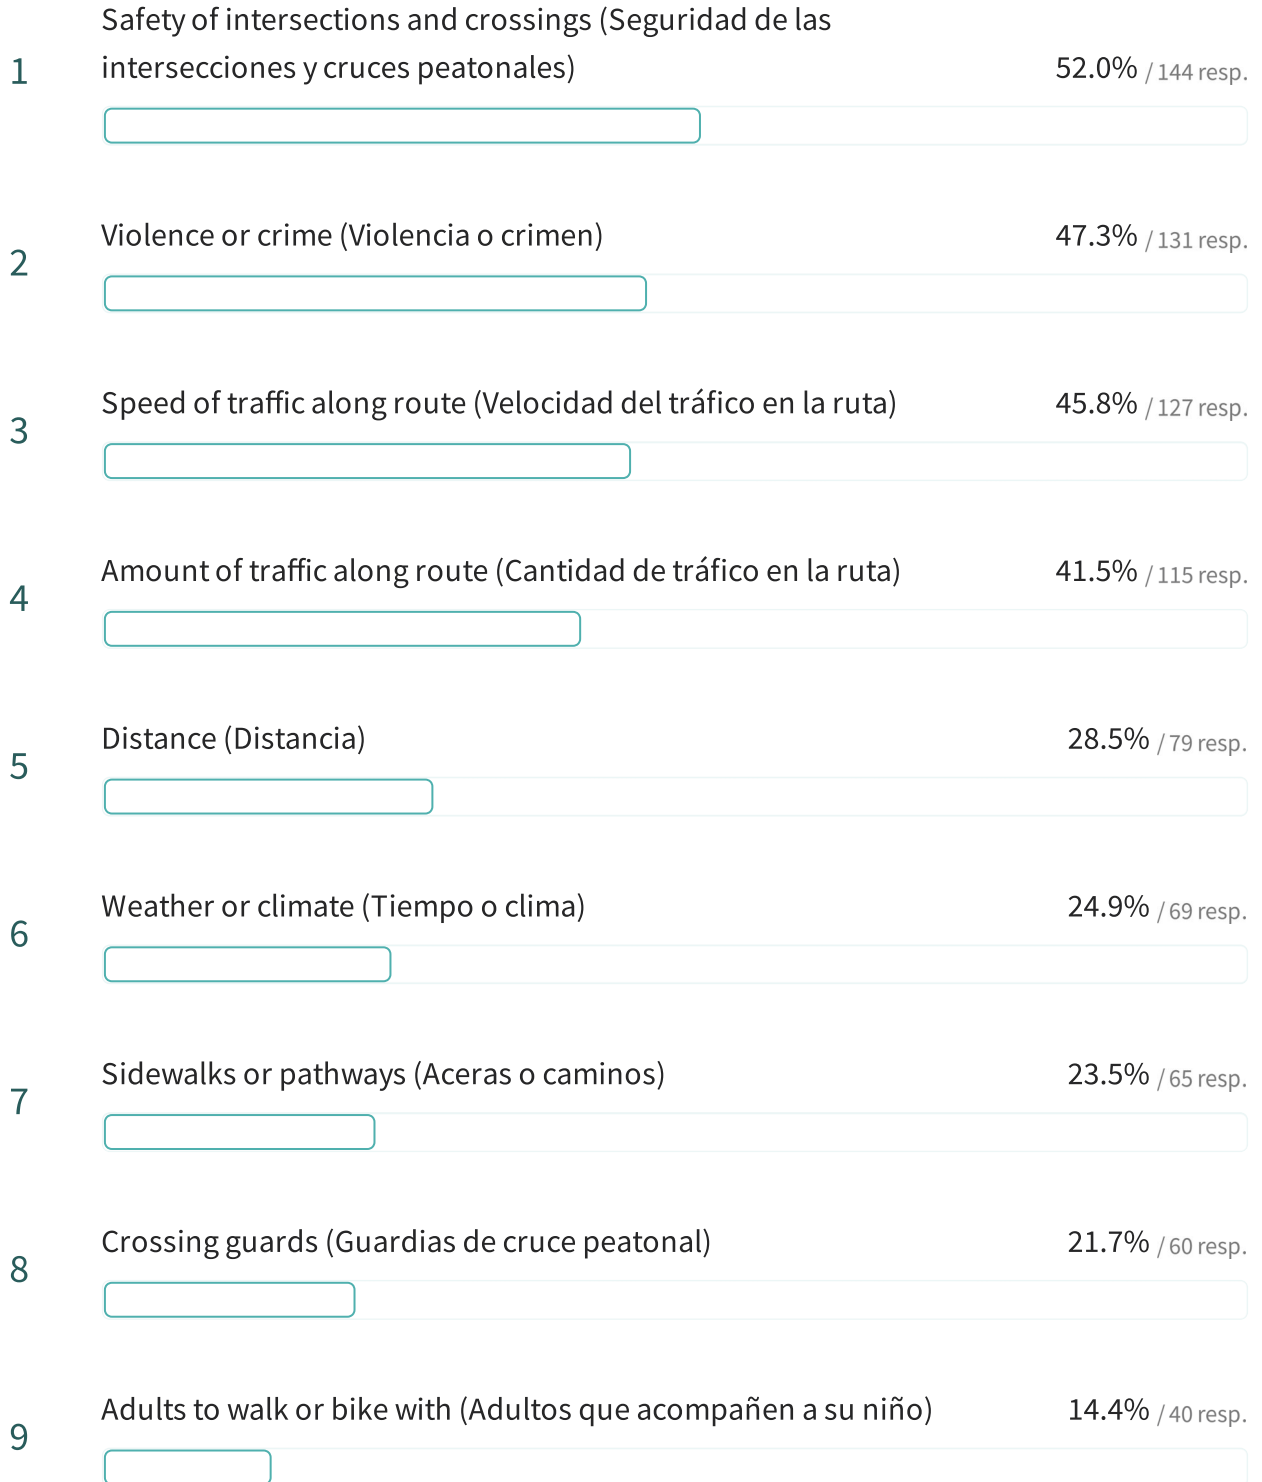 Safety of intersections and crossings (Seguridad de las
1 intersecciones y cruces peatonales) 52.0% / 144 resp.
2 Violence or crime (Violencia o crimen) 47.3% / 131 resp.
3 Speed of traffic along route (Velocidad del tráfico en la ruta) 45.8% / 127 resp.
4 Amount of traffic along route (Cantidad de tráfico en la ruta) 41.5% / 115 resp.
5 Distance (Distancia) 28.5% / 79 resp.
6 Weather or climate (Tiempo o clima) 24.9% / 69 resp.
7 Sidewalks or pathways (Aceras o caminos) 23.5% / 65 resp.
8 Crossing guards (Guardias de cruce peatonal) 21.7% / 60 resp.
9 Adults to walk or bike with (Adultos que acompañen a su niño) 14.4% / 40 resp.